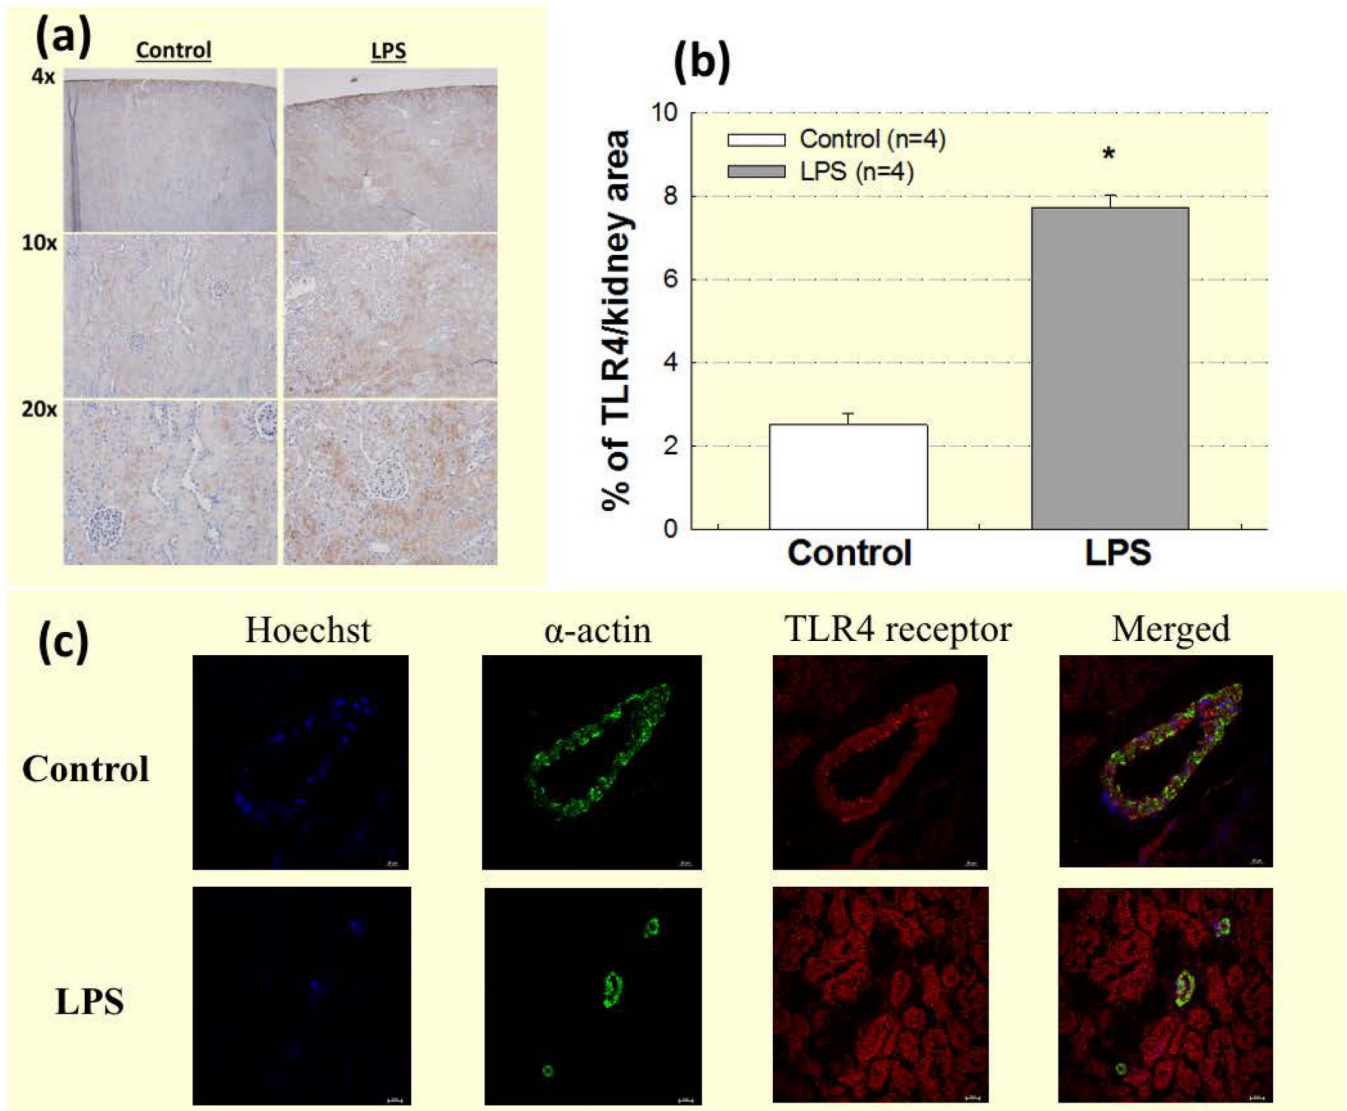 (a)
Control LPS
4x
10x
20x
(b)
% of TLR4/kidney area
10
8
6
4
2
0
Control (n=4)
LPS (n=4)
*
Control LPS
(c)
Hoechst α-actin TLR4 receptor Merged
Control
LPS